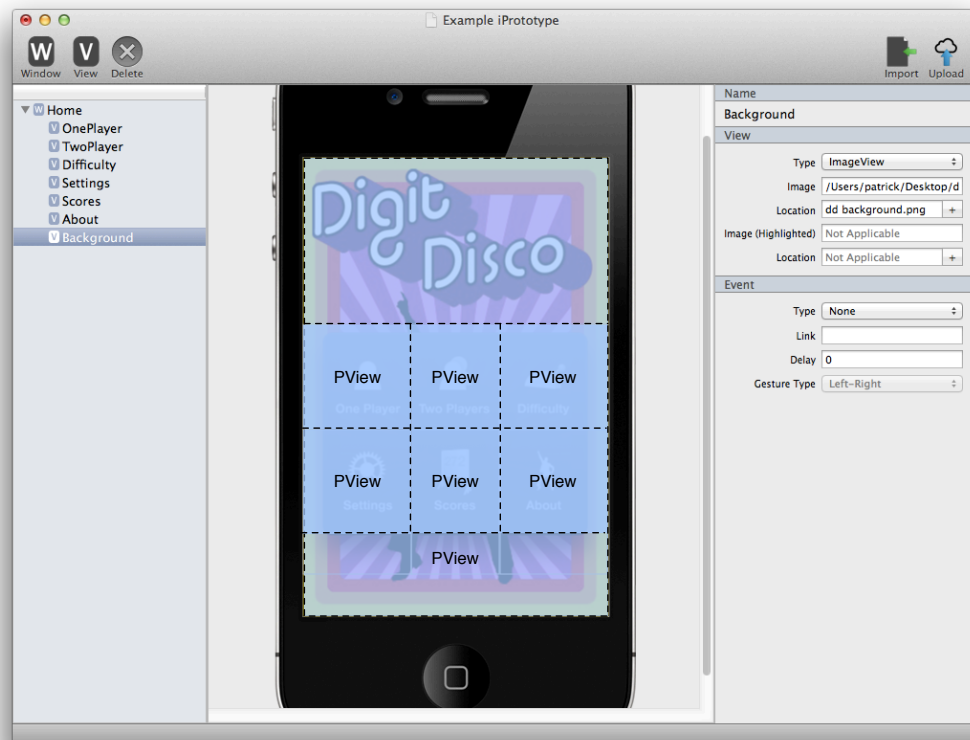 Example iPrototype
Window View Delete
Import Upload
W V
Home
OnePlayer
TwoPlayer
Difficulty
Settings
Scores
About
Background
Digit
Disco
PView PView PView
One Player Two Players Difficulty
PView PView PView
Settings Scores About
PView
Name
Background
View
Type ImageView
Image /Users/patrick/Desktop/d
Location dd background.png +
Image (Highlighted) Not Applicable
Location Not Applicable +
Event
Type None
Link
Delay 0
Gesture Type Left-Right